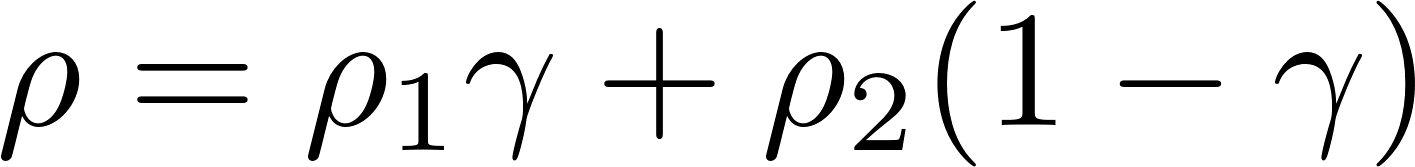 ρ = ρ₁γ + ρ₂(1 − γ)